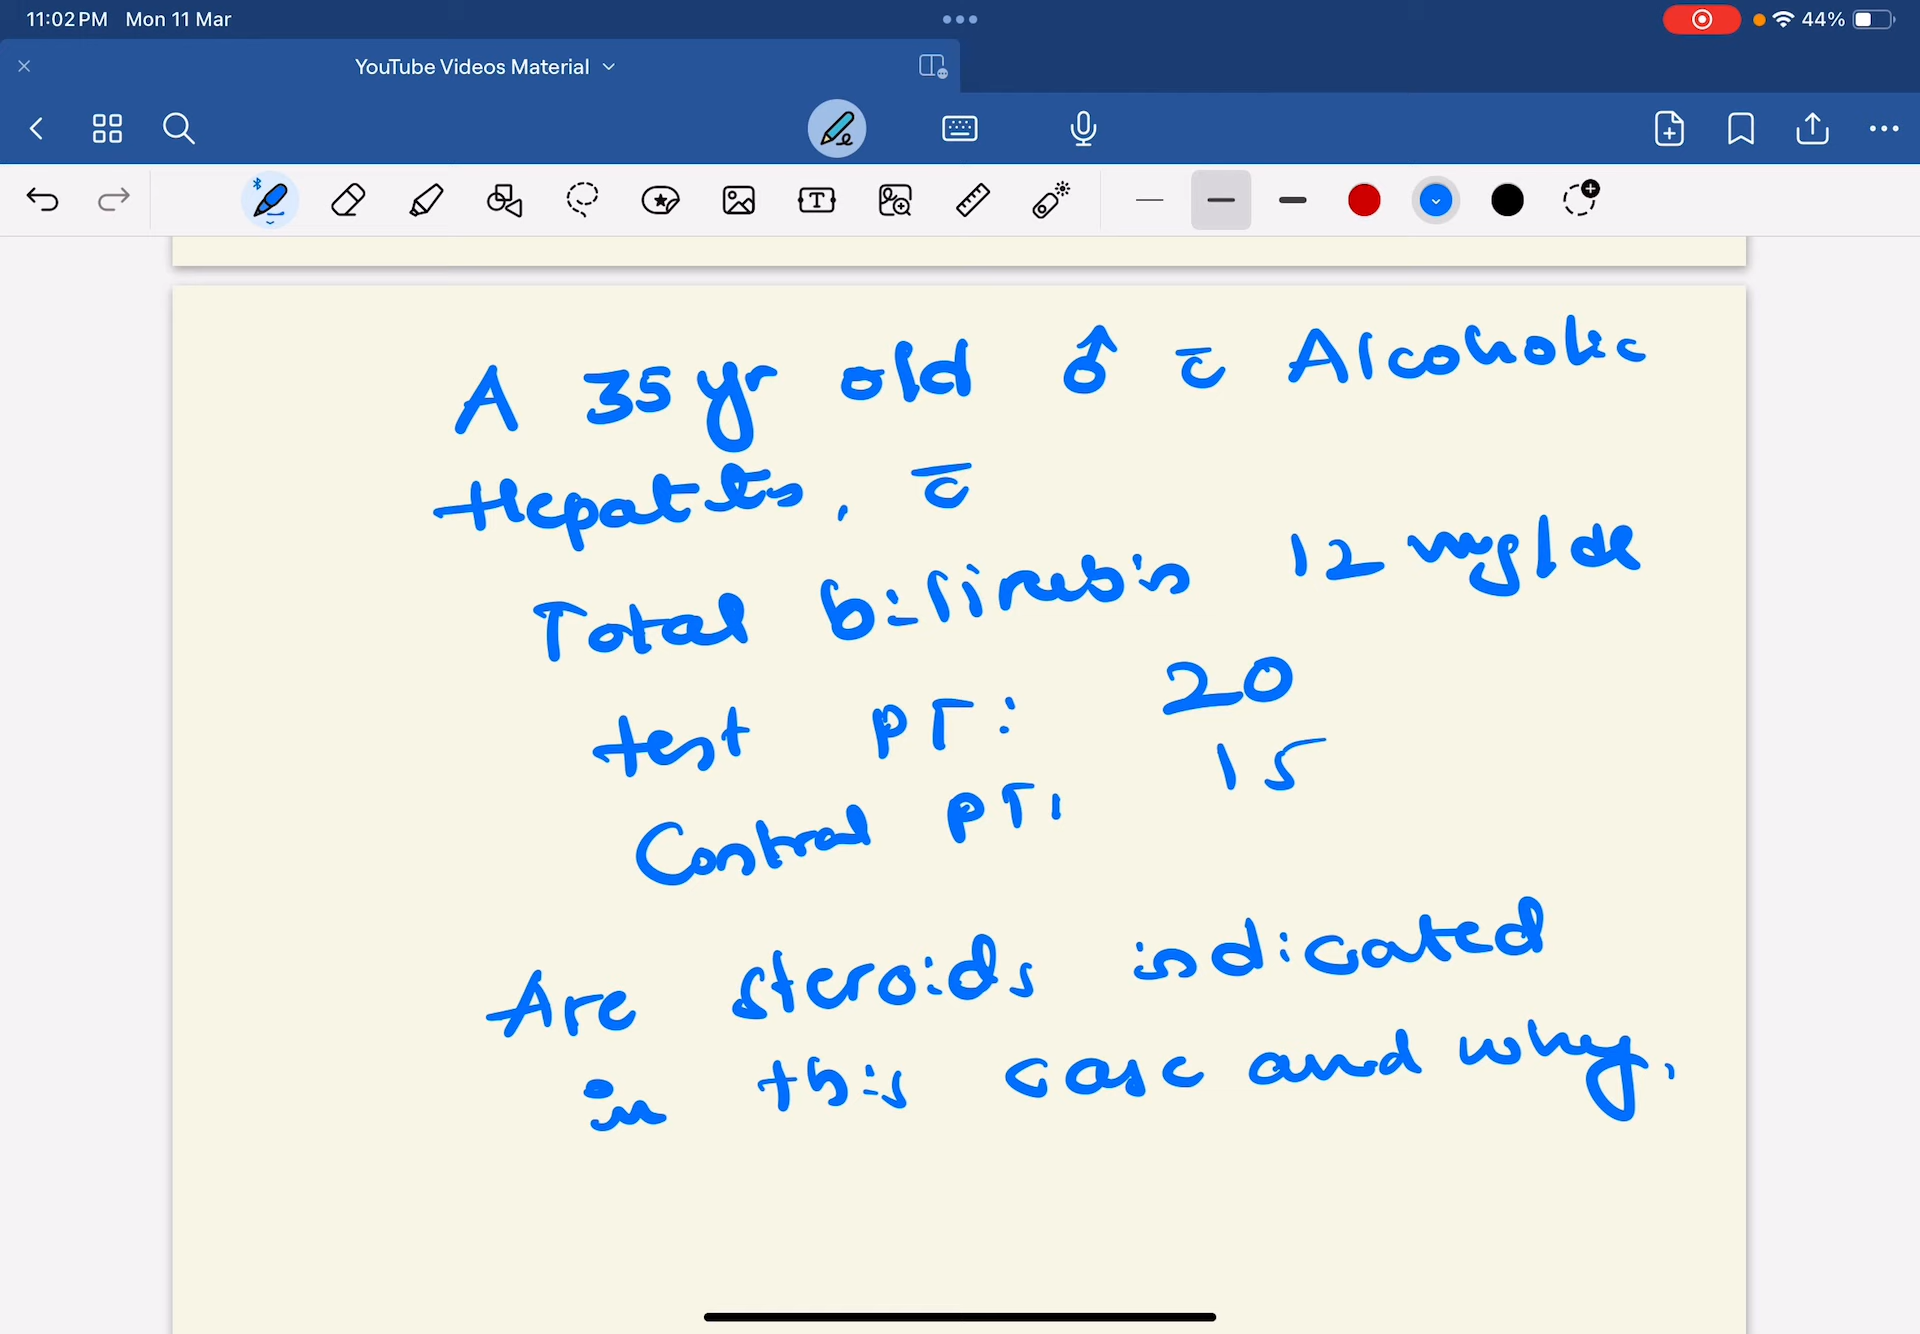 11:02 PM Mon 11 Mar
44%
YouTube Videos Material
A 35 yr old ♂ c̅ Alcoholic
Hepatitis, c̅
Total bilirubin 12 mg/dl
test PT: 20
Control PT: 15
Are steroids indicated
in this case and why,